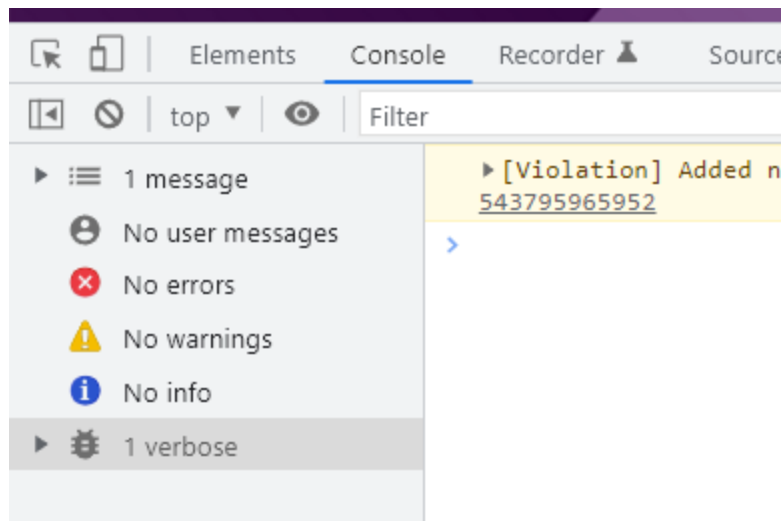 Elements Console Recorder
top Filter
1 message
No user messages
No errors
No warnings
No info
1 verbose
[Violation] Added
543795965952